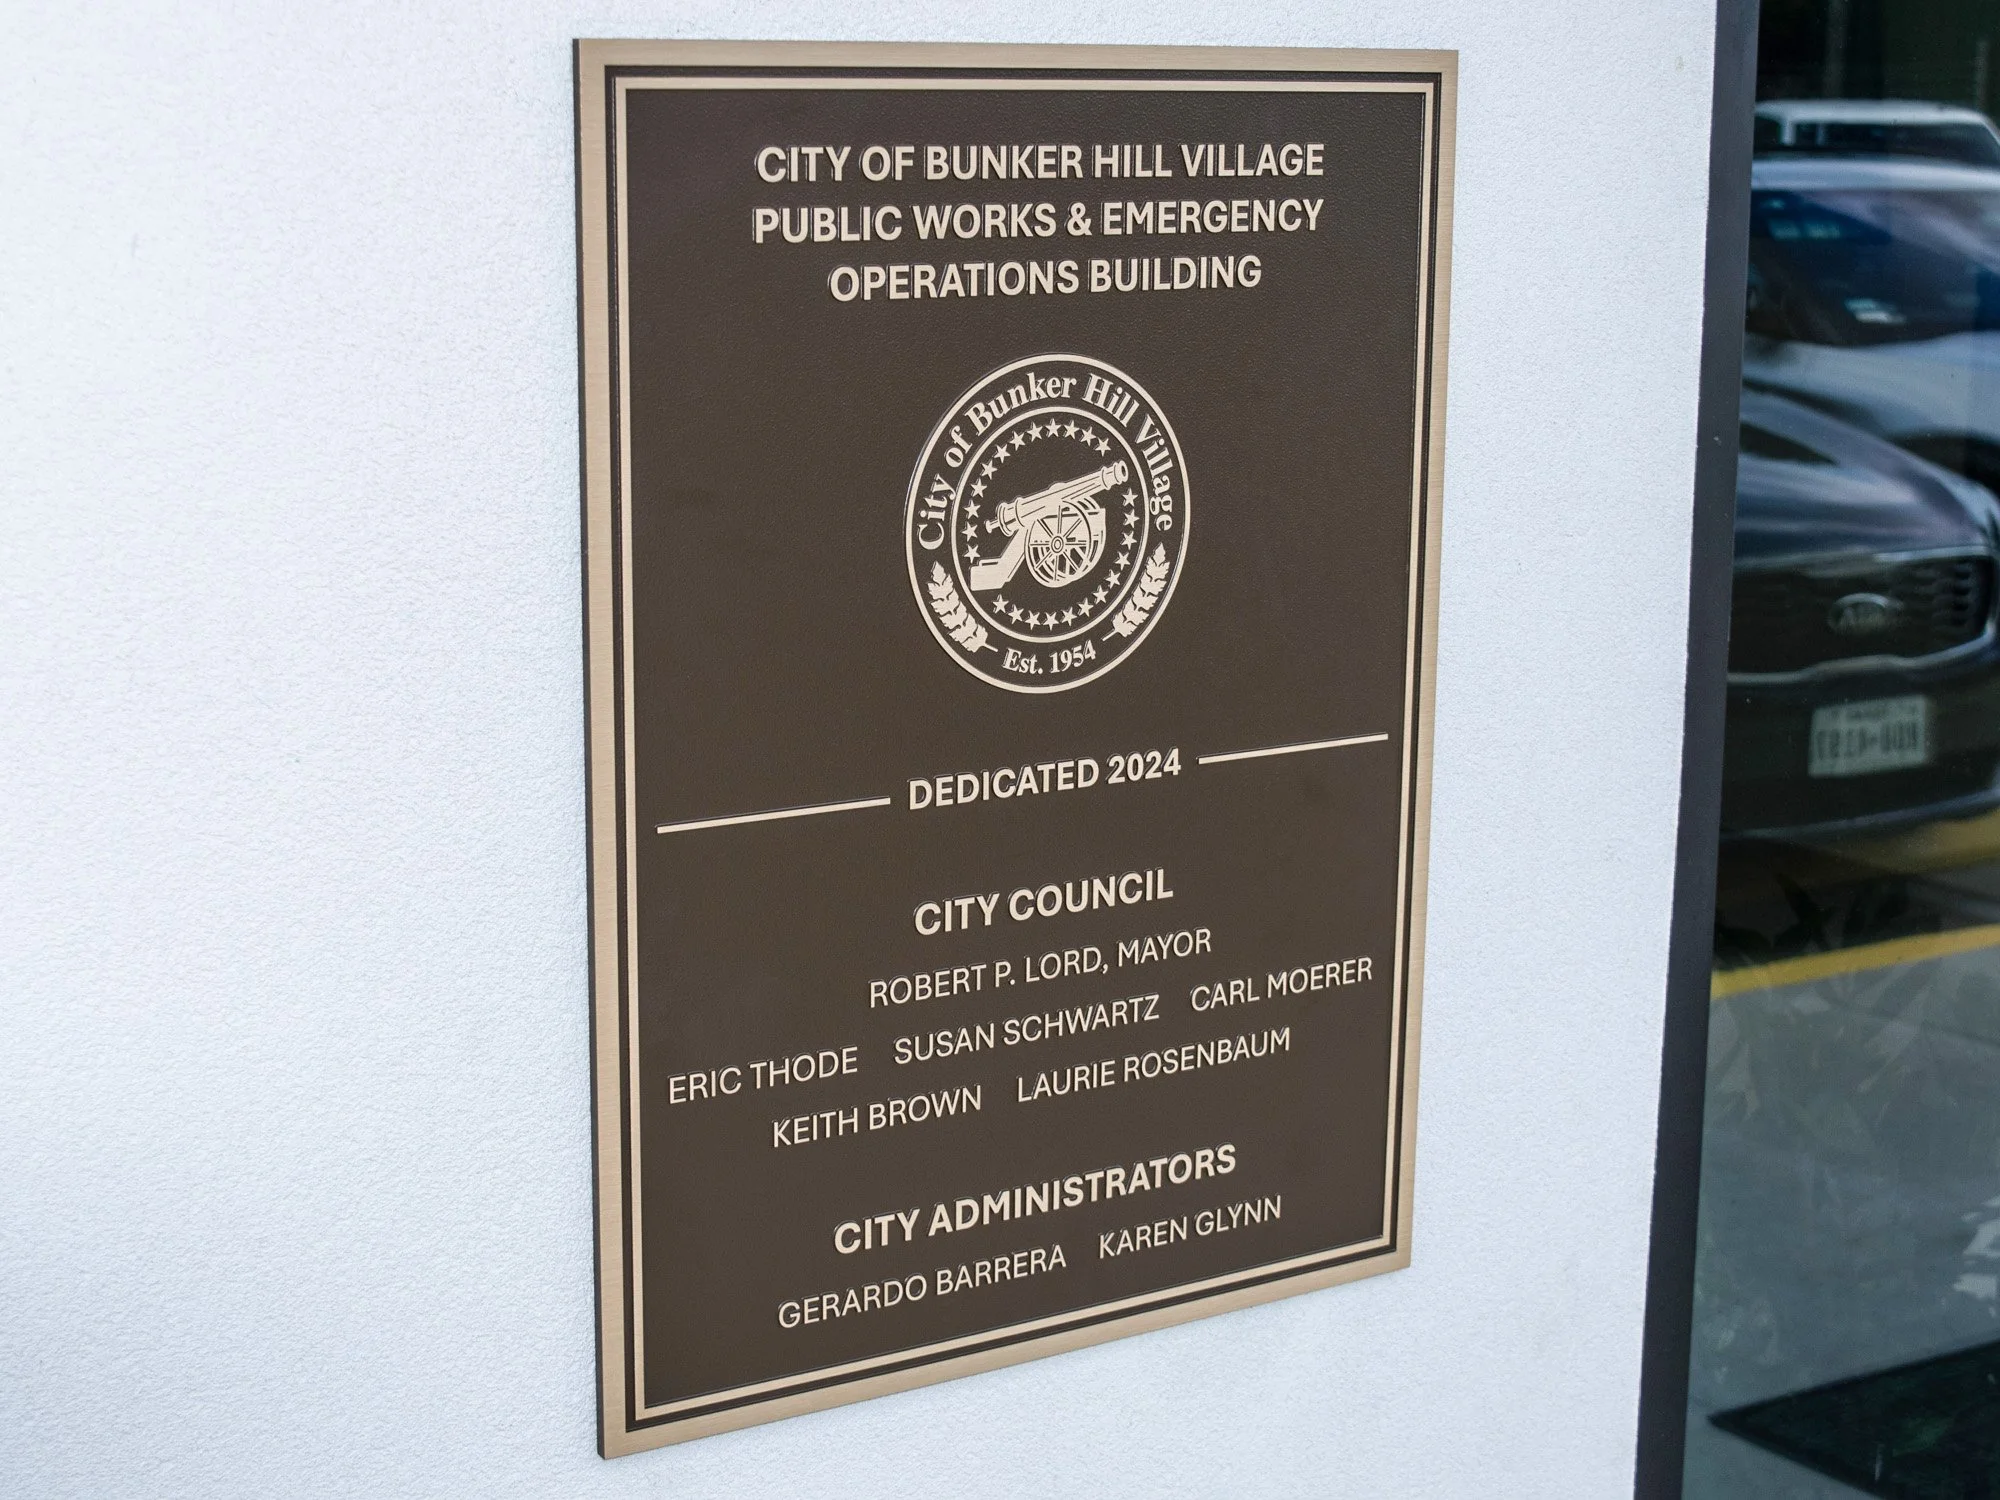 CITY OF BUNKER HILL VILLAGE
PUBLIC WORKS & EMERGENCY
OPERATIONS BUILDING
City of Bunker Hill Village
Est. 1954
DEDICATED 2024
CITY COUNCIL
ROBERT P. LORD, MAYOR
ERIC THODE SUSAN SCHWARTZ CARL MOERER
KEITH BROWN LAURIE ROSENBAUM
CITY ADMINISTRATORS
GERARDO BARRERA KAREN GLYNN